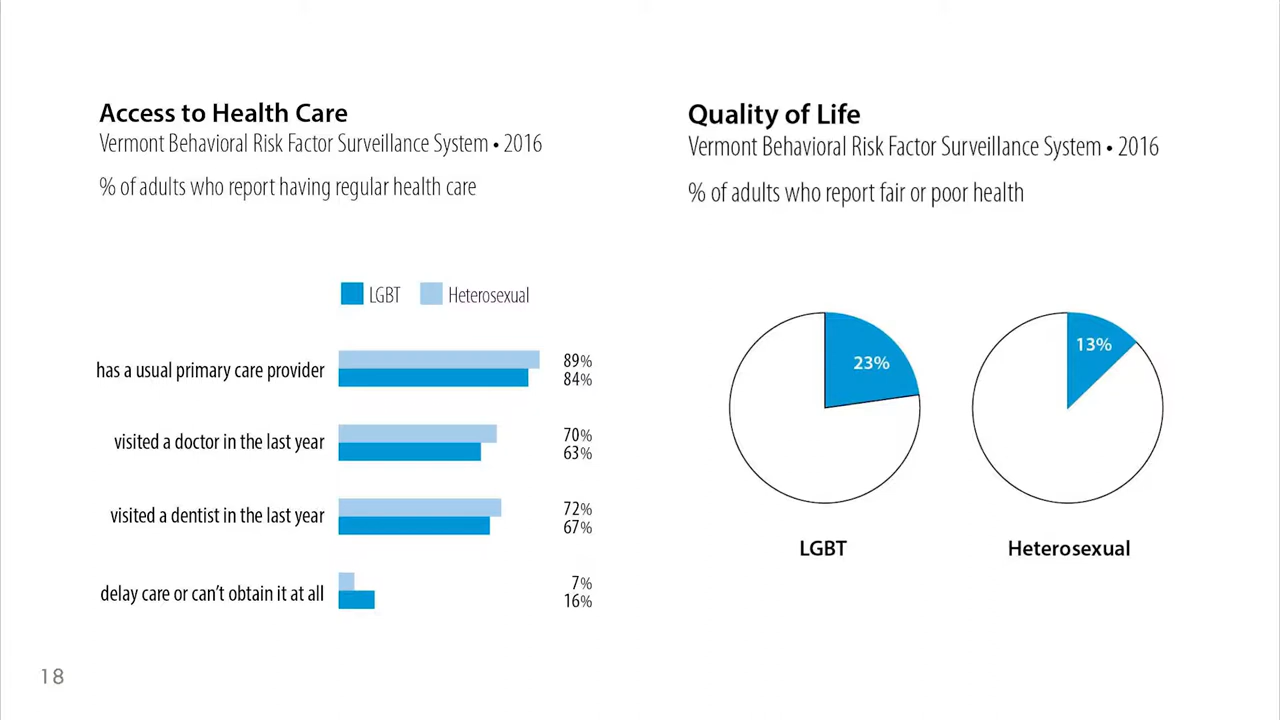 Access to Health Care
Vermont Behavioral Risk Factor Surveillance System • 2016
% of adults who report having regular health care
LGBT
Heterosexual
has a usual primary care provider
89%
84%
visited a doctor in the last year
70%
63%
visited a dentist in the last year
72%
67%
delay care or can’t obtain it at all
7%
16%
Quality of Life
Vermont Behavioral Risk Factor Surveillance System • 2016
% of adults who report fair or poor health
23%
13%
LGBT
Heterosexual
18